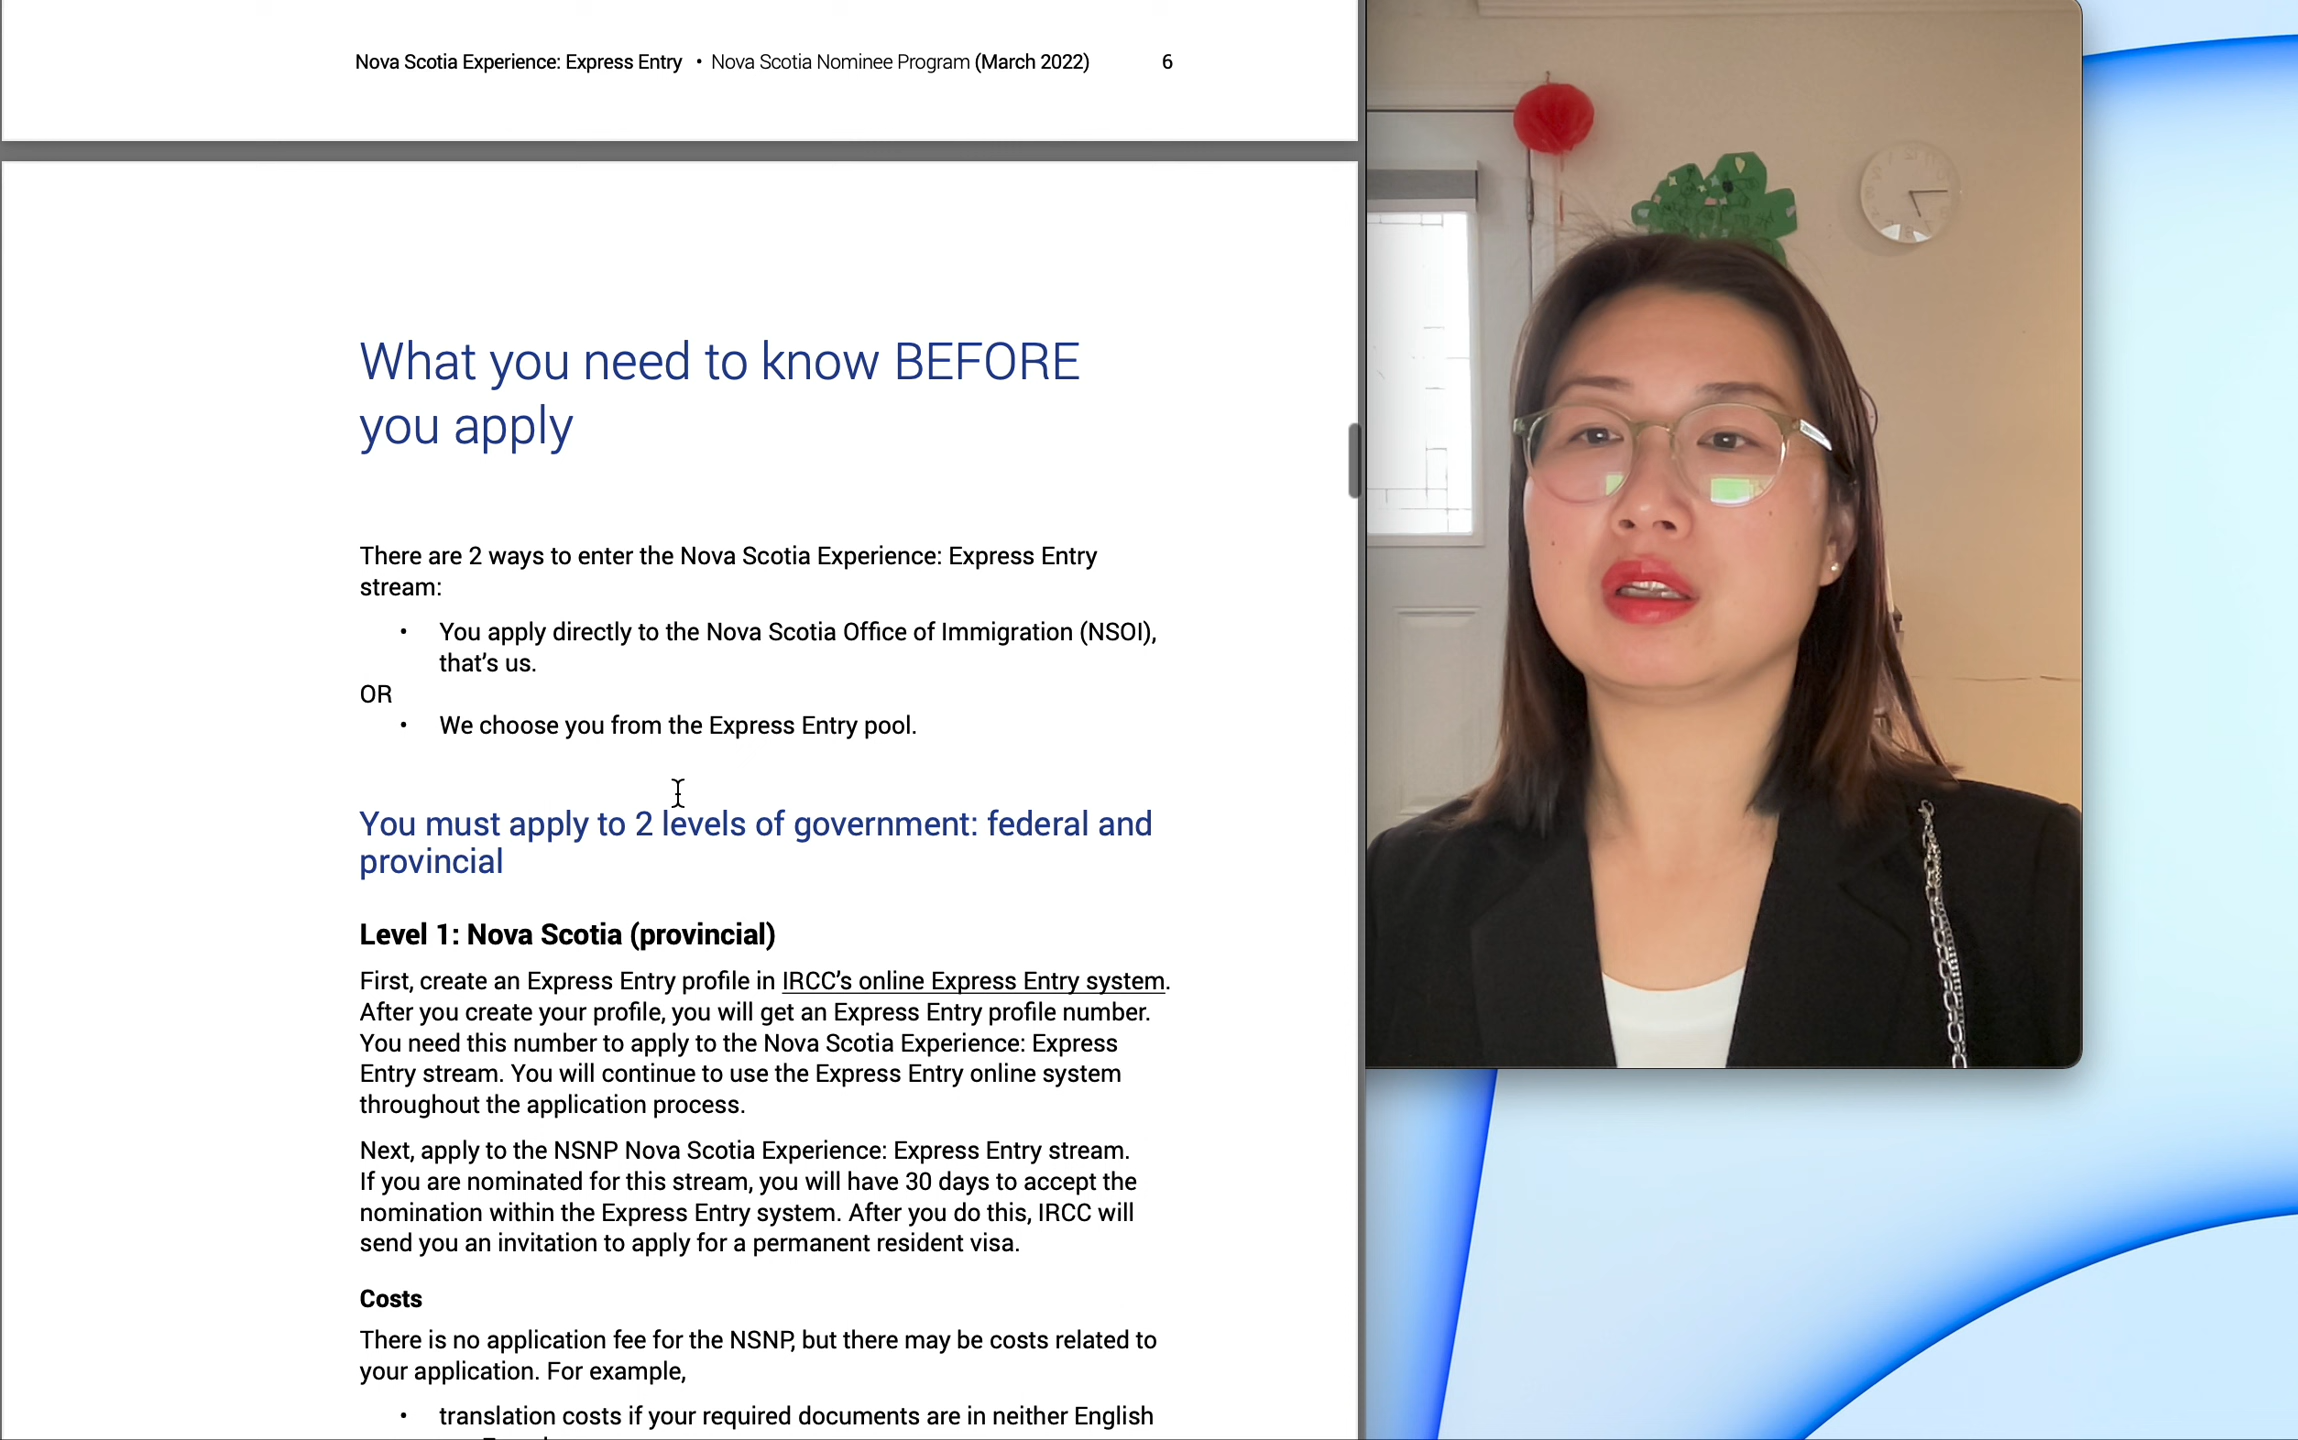 Nova Scotia Experience: Express Entry • Nova Scotia Nominee Program (March 2022) 6
What you need to know BEFORE
you apply
There are 2 ways to enter the Nova Scotia Experience: Express Entry
stream:
• You apply directly to the Nova Scotia Office of Immigration (NSOI),
that’s us.
OR
• We choose you from the Express Entry pool.
You must apply to 2 levels of government: federal and
provincial
Level 1: Nova Scotia (provincial)
First, create an Express Entry profile in IRCC’s online Express Entry system.
After you create your profile, you will get an Express Entry profile number.
You need this number to apply to the Nova Scotia Experience: Express
Entry stream. You will continue to use the Express Entry online system
throughout the application process.
Next, apply to the NSNP Nova Scotia Experience: Express Entry stream.
If you are nominated for this stream, you will have 30 days to accept the
nomination within the Express Entry system. After you do this, IRCC will
send you an invitation to apply for a permanent resident visa.
Costs
There is no application fee for the NSNP, but there may be costs related to
your application. For example,
• translation costs if your required documents are in neither English